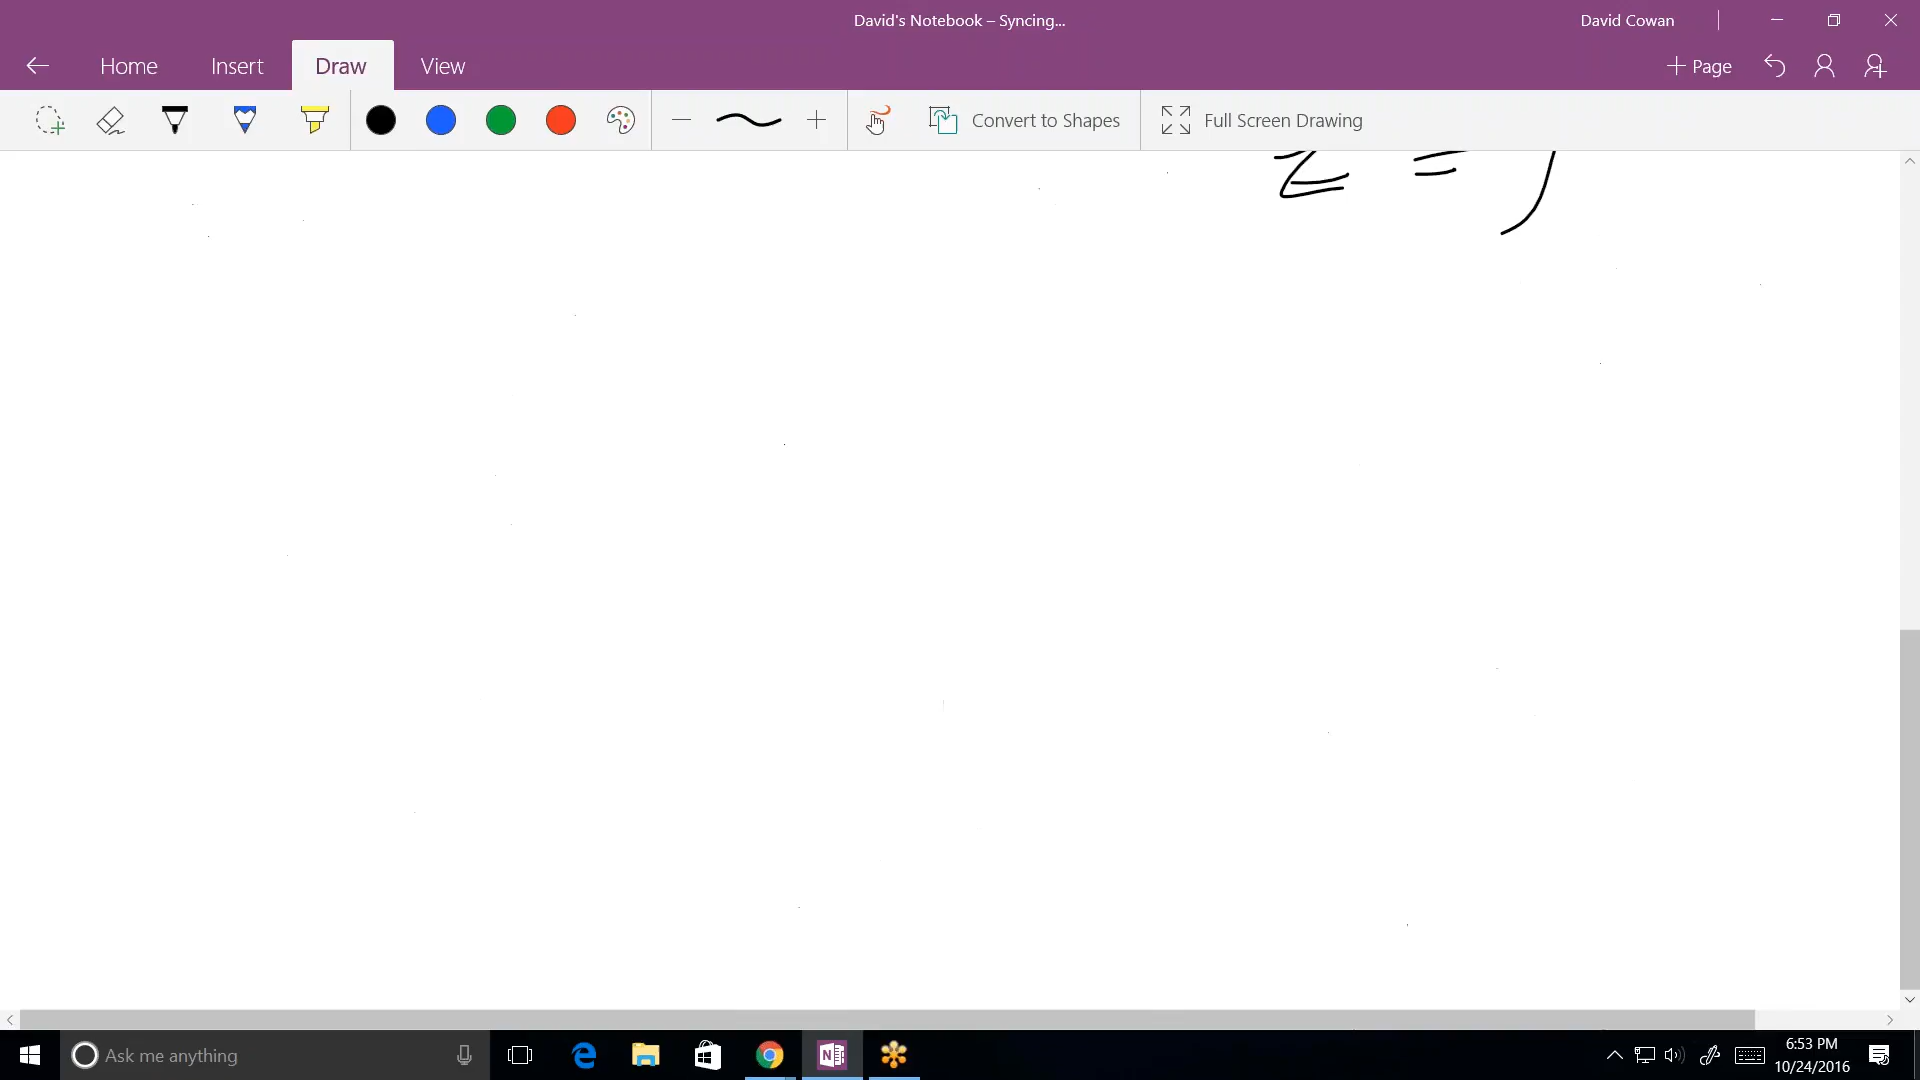 David's Notebook – Syncing...
David Cowan
Home
Insert
Draw
View
Page
Convert to Shapes
Full Screen Drawing
z =
Ask me anything
6:53 PM
10/24/2016